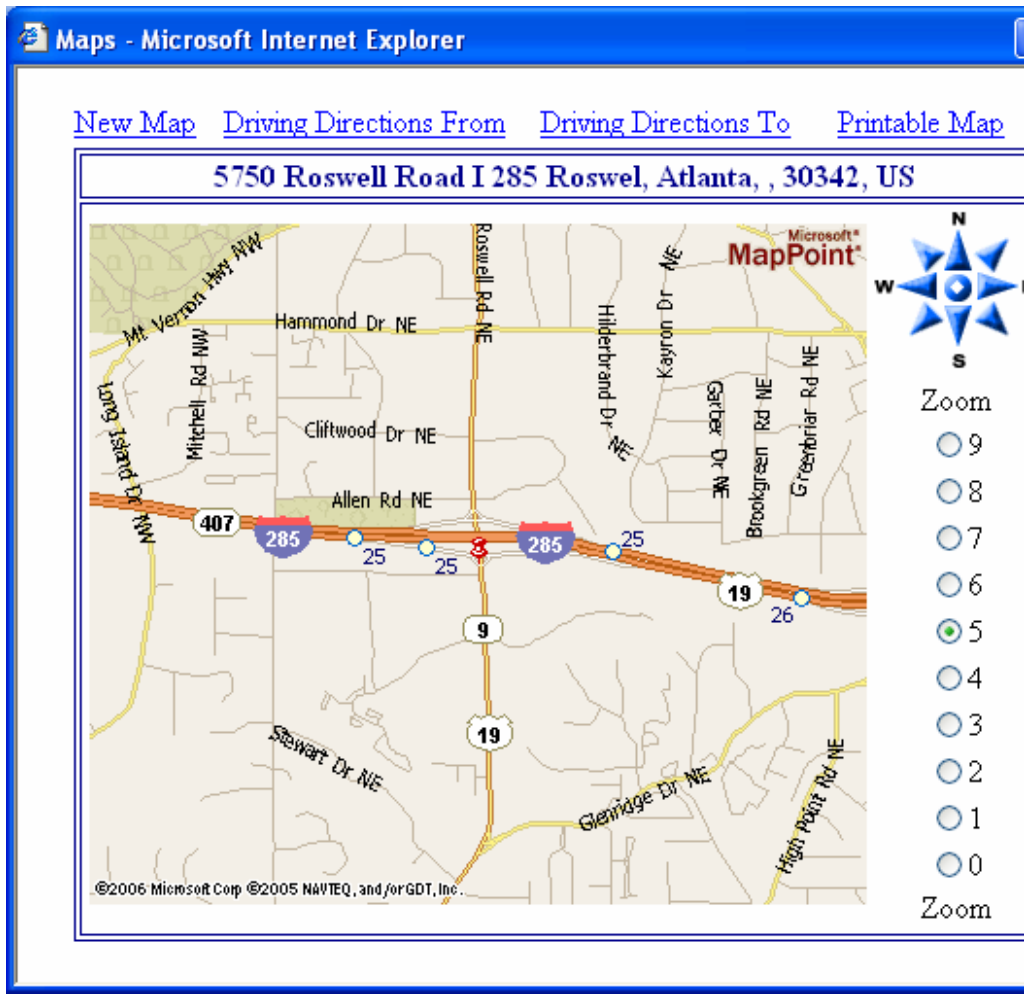 Maps - Microsoft Internet Explorer
New Map Driving Directions From Driving Directions To Printable Map
5750 Roswell Road I 285 Roswel, Atlanta, , 30342, US
N
W
S
Microsoft®
MapPoint®
Mt Vernon Hwy NW
Roswell Rd NE
Hammond Dr NE
Hilderbrand Dr NE
Kayron Dr NE
Mitchell Rd NW
Long Island Dr NW
Cliftwood Dr NE
Garber Dr NE
Brookgreen Rd NE
Greenbriar Rd NE
Allen Rd NE
407
285
25
25
285
25
19
26
9
19
Stewart Dr NE
Glenridge Dr NE
High Point Rd NE
©2006 Microsoft Corp ©2005 NAVTEQ, and/or GDT, Inc.
Zoom
9
8
7
6
5
4
3
2
1
0
Zoom